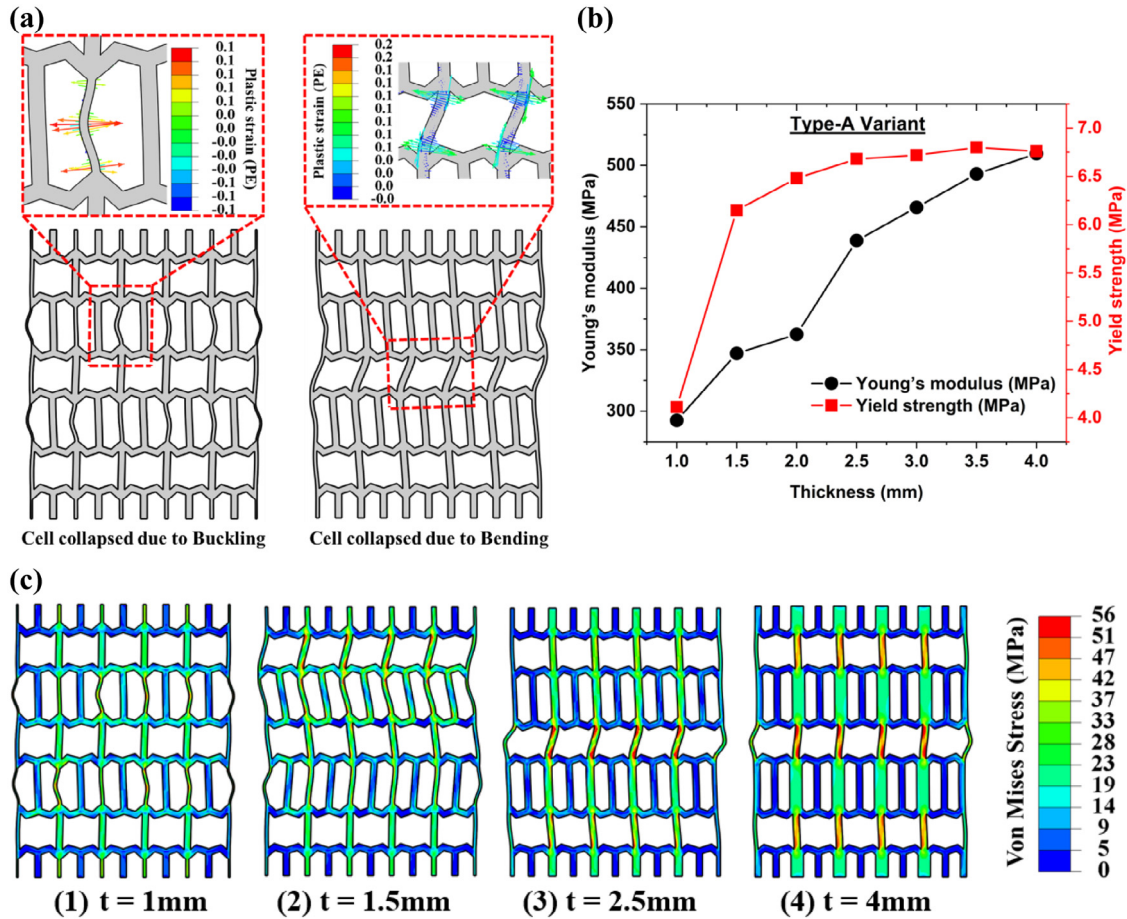 (a)
0.1
0.1
0.1
0.1
0.1
0.0
0.0
-0.0
-0.0
-0.1
-0.1
-0.1
Plastic strain (PE)
Plastic strain (PE)
0.2
0.2
0.2
0.1
0.1
0.1
0.1
0.1
0.1
0.0
0.0
-0.0
Cell collapsed due to Buckling
Cell collapsed due to Bending
(b)
Type-A Variant
550
500
450
400
350
300
Young's modulus (MPa)
7.0
6.5
6.0
5.5
5.0
4.5
4.0
Yield strength (MPa)
Young's modulus (MPa)
Yield strength (MPa)
1.0 1.5 2.0 2.5 3.0 3.5 4.0
Thickness (mm)
(c)
(1) t = 1mm
(2) t = 1.5mm
(3) t = 2.5mm
(4) t = 4mm
Von Mises Stress (MPa)
56
51
47
42
37
33
28
23
19
14
9
5
0